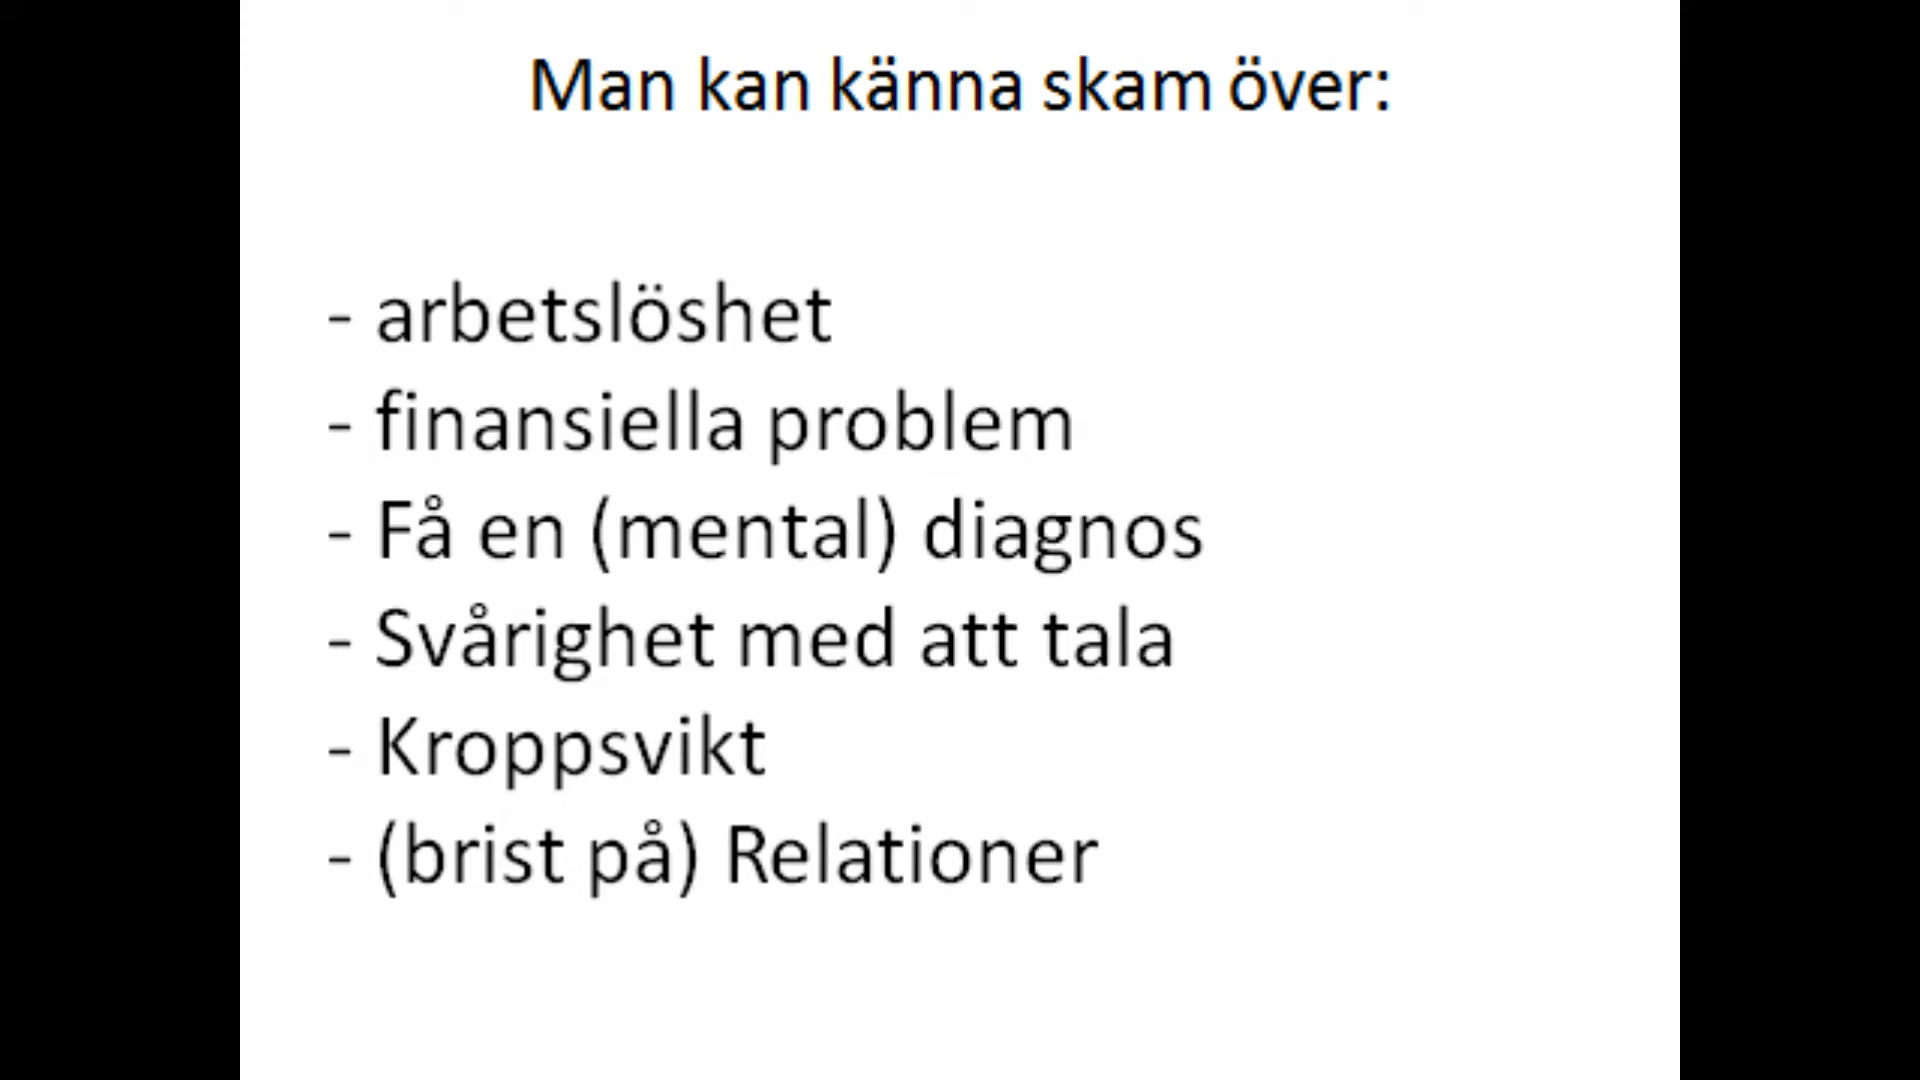 Man kan känna skam över:
- arbetslöshet
- finansiella problem
- Få en (mental) diagnos
- Svårighet med att tala
- Kroppsvikt
- (brist på) Relationer